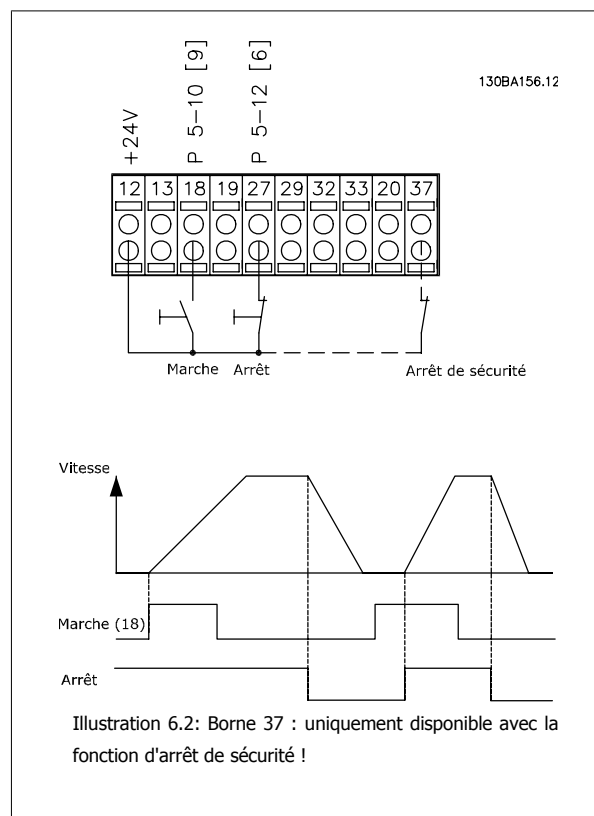 130BA156.12
+24V
P 5-10 [9]
P 5-12 [6]
12 13 18 19 27 29 32 33 20 37
Marche Arrêt Arrêt de sécurité
Vitesse
Marche (18)
Arrêt
Illustration 6.2: Borne 37 : uniquement disponible avec la
fonction d'arrêt de sécurité !